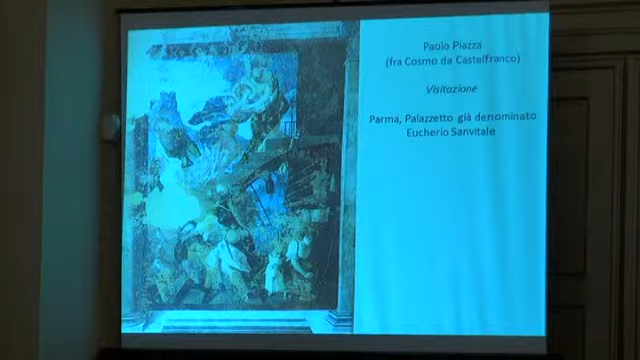 Paolo Piazza
(fra Cosmo da Castelfranco)
Visitazione
Parma, Palazzetto già denominato
Eucherio Sanvitale